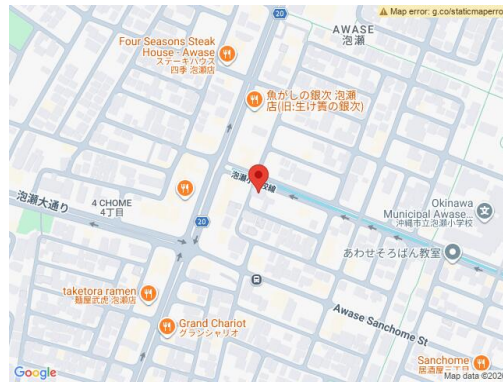 Map error: g.co/staticmaperro
20
AWASE
泡瀬
Four Seasons Steak
House - Awase
ステーキハウス
四季 泡瀬店
魚がしの銀次 泡瀬
店(旧:生け簀の銀次)
泡瀬大通り
4 CHOME
4丁目
20
Okinawa
Municipal Awase...
沖縄市立泡瀬小学校
あわせそろばん教室
taketora ramen
麺屋武虎 泡瀬店
Grand Chariot
グランシャリオ
Awase Sanchome St
Sanchome
居酒屋三丁目
Google
Map data ©202